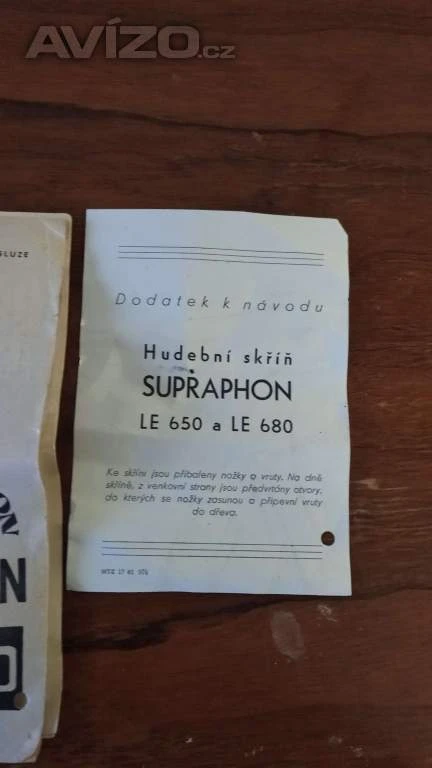 AVÍZO.cz
SLUZE
Dodatek k návodu
Hudební skříň
SUPRAPHON
LE 650 a LE 680
Ke skříni jsou přibaleny nožky a vruty. Na dně
skříně, z venkovní strany jsou předvrtány otvory,
do kterých se nožky zasunou a připevní vruty
do dřeva.
ON
N